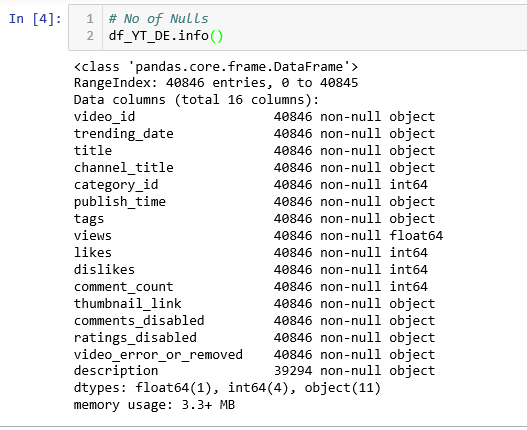 In [4]:
1 # No of Nulls
2 df_YT_DE.info()
<class 'pandas.core.frame.DataFrame'>
RangeIndex: 40846 entries, 0 to 40845
Data columns (total 16 columns):
video_id 40846 non-null object
trending_date 40846 non-null object
title 40846 non-null object
channel_title 40846 non-null object
category_id 40846 non-null int64
publish_time 40846 non-null object
tags 40846 non-null object
views 40846 non-null float64
likes 40846 non-null int64
dislikes 40846 non-null int64
comment_count 40846 non-null int64
thumbnail_link 40846 non-null object
comments_disabled 40846 non-null object
ratings_disabled 40846 non-null object
video_error_or_removed 40846 non-null object
description 39294 non-null object
dtypes: float64(1), int64(4), object(11)
memory usage: 3.3+ MB